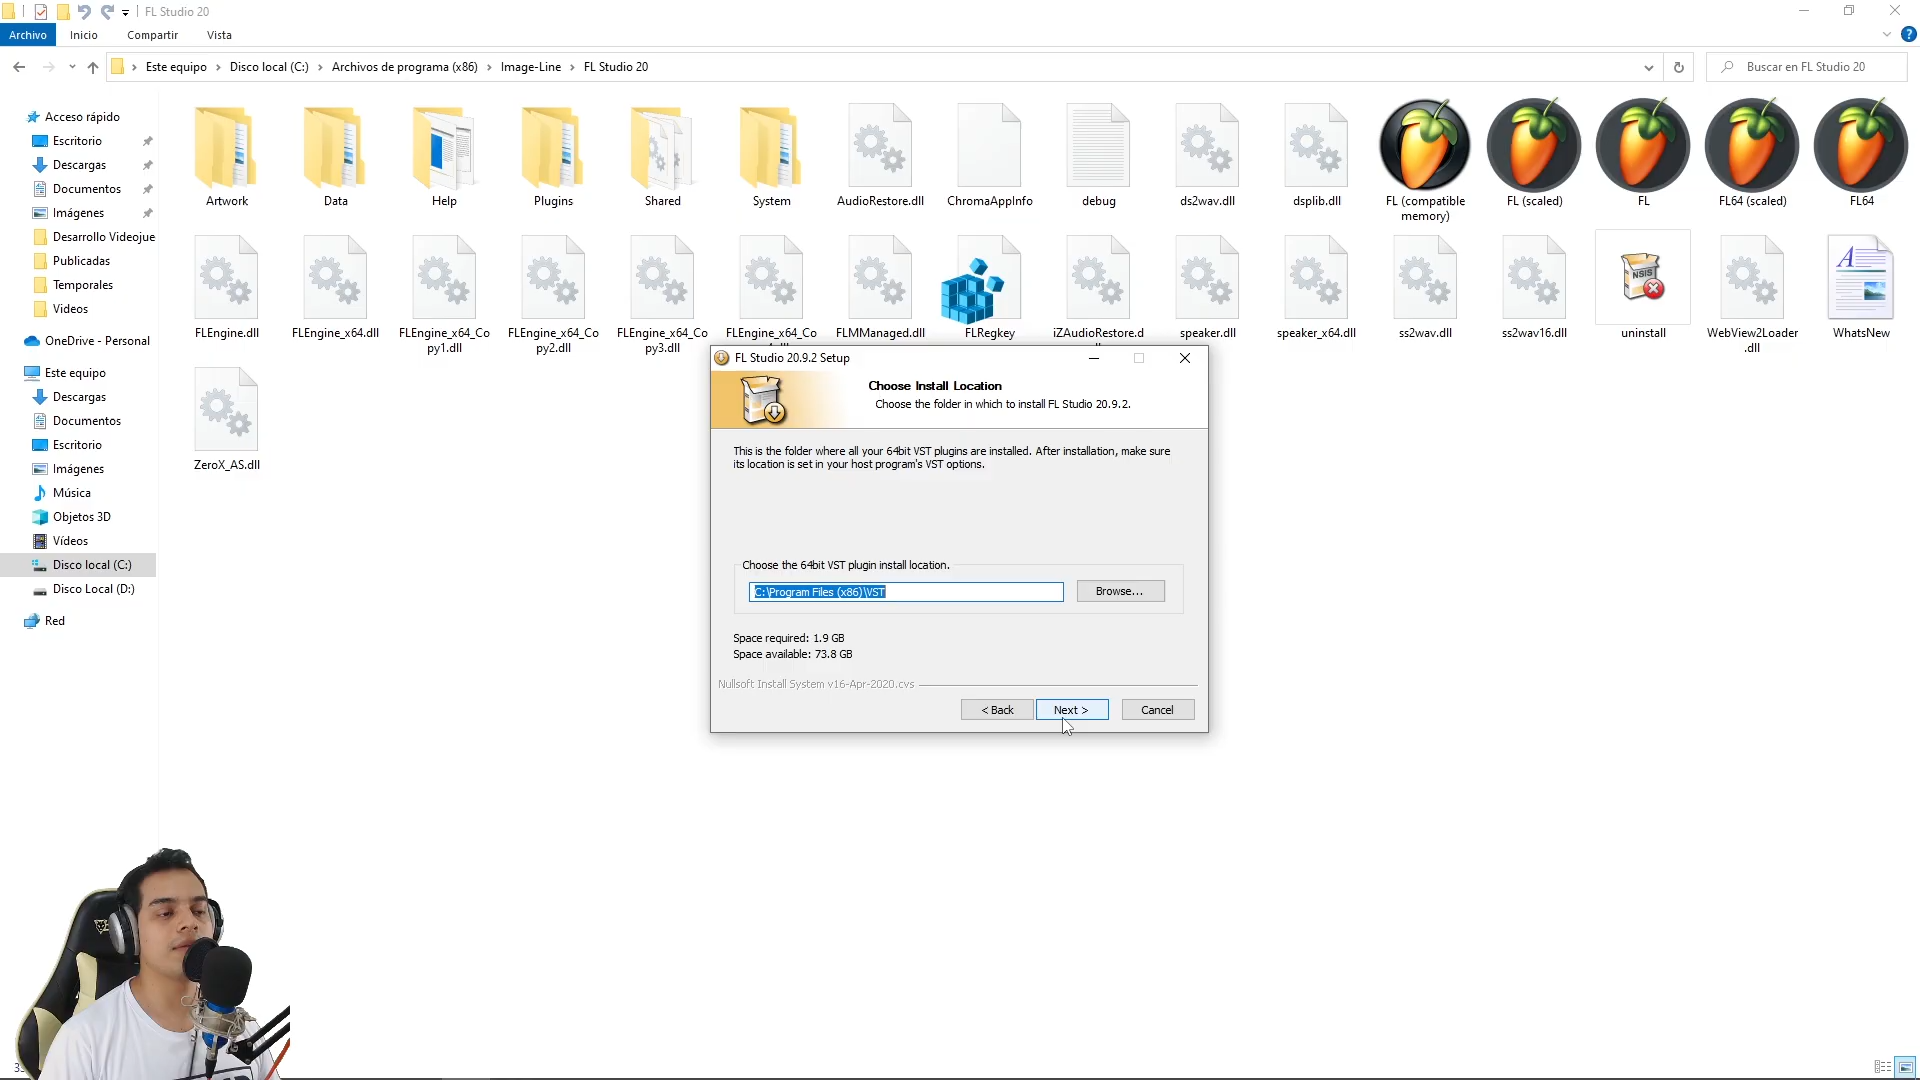 FL Studio 20
Archivo
Inicio
Compartir
Vista
Este equipo
Disco local (C:)
Archivos de programa (x86)
Image-Line
FL Studio 20
Buscar en FL Studio 20
Acceso rápido
Escritorio
Descargas
Documentos
Imágenes
Desarrollo Videojue
Publicadas
Temporales
Videos
OneDrive - Personal
Este equipo
Descargas
Documentos
Escritorio
Imágenes
Música
Objetos 3D
Vídeos
Disco local (C:)
Disco Local (D:)
Red
Artwork
Data
Help
Plugins
Shared
System
AudioRestore.dll
ChromaAppInfo
debug
ds2wav.dll
dsplib.dll
FL (compatible
memory)
FL (scaled)
FL
FL64 (scaled)
FL64
FLEngine.dll
FLEngine_x64.dll
FLEngine_x64_Co
py1.dll
FLEngine_x64_Co
py2.dll
FLEngine_x64_Co
py3.dll
FLEngine_x64_Co
FLMManaged.dll
FLRegkey
iZAudioRestore.d
speaker.dll
speaker_x64.dll
ss2wav.dll
ss2wav16.dll
NSIS
uninstall
WebView2Loader
.dll
WhatsNew
ZeroX_AS.dll
FL Studio 20.9.2 Setup
Choose Install Location
Choose the folder in which to install FL Studio 20.9.2.
This is the folder where all your 64bit VST plugins are installed. After installation, make sure
its location is set in your host program's VST options.
Choose the 64bit VST plugin install location.
C:\Program Files (x86)\VST
Browse...
Space required: 1.9 GB
Space available: 73.8 GB
Nullsoft Install System v16-Apr-2020.cvs
< Back
Next >
Cancel